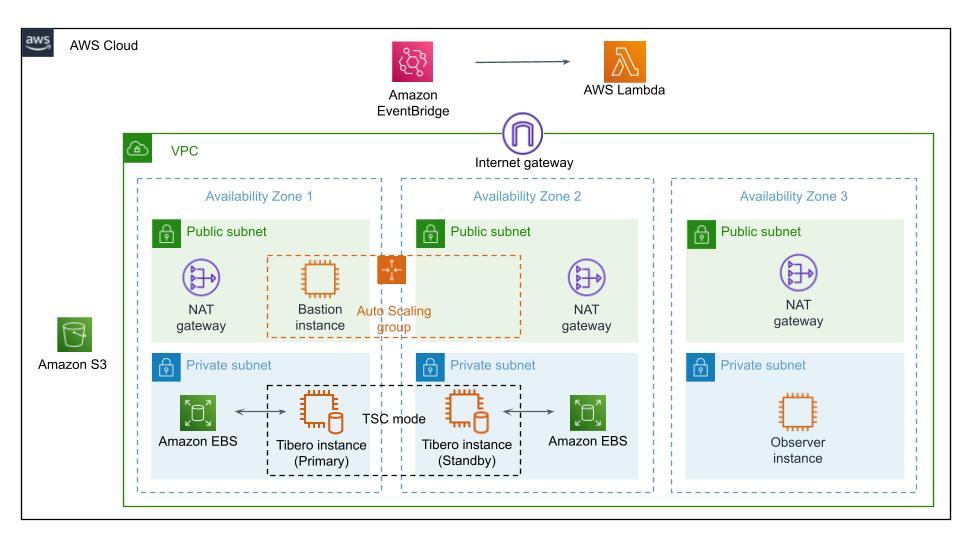 aws
AWS Cloud
Amazon
EventBridge
AWS Lambda
VPC
Internet gateway
Availability Zone 1
Availability Zone 2
Availability Zone 3
Public subnet
Public subnet
Public subnet
NAT
gateway
Bastion
instance
Auto Scaling
group
NAT
gateway
NAT
gateway
Amazon S3
Private subnet
Private subnet
Private subnet
Amazon EBS
Tibero instance
(Primary)
TSC mode
Tibero instance
(Standby)
Amazon EBS
Observer
instance